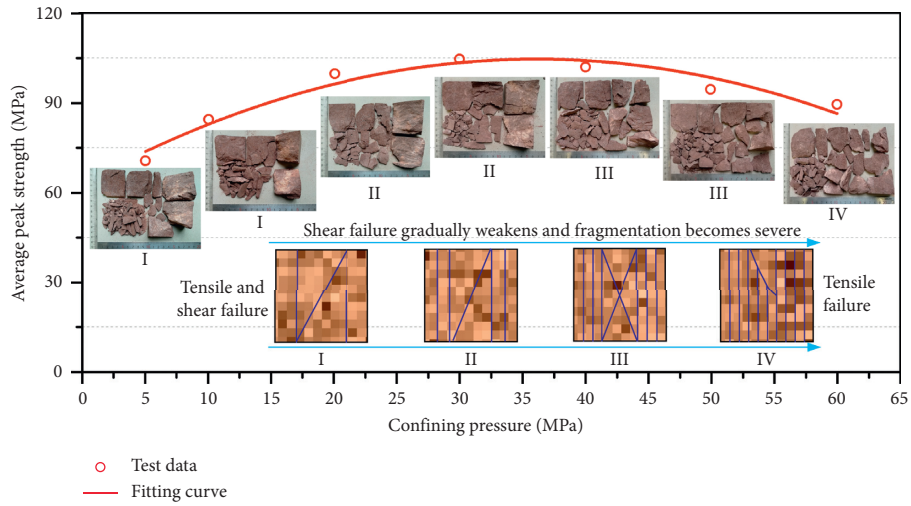 120
90
60
30
0
Average peak strength (MPa)
I
I
II
II
III
III
IV
Shear failure gradually weakens and fragmentation becomes severe
Tensile and
shear failure
Tensile
failure
I
II
III
IV
0
5
10
15
20
25
30
35
40
45
50
55
60
65
Confining pressure (MPa)
Test data
Fitting curve